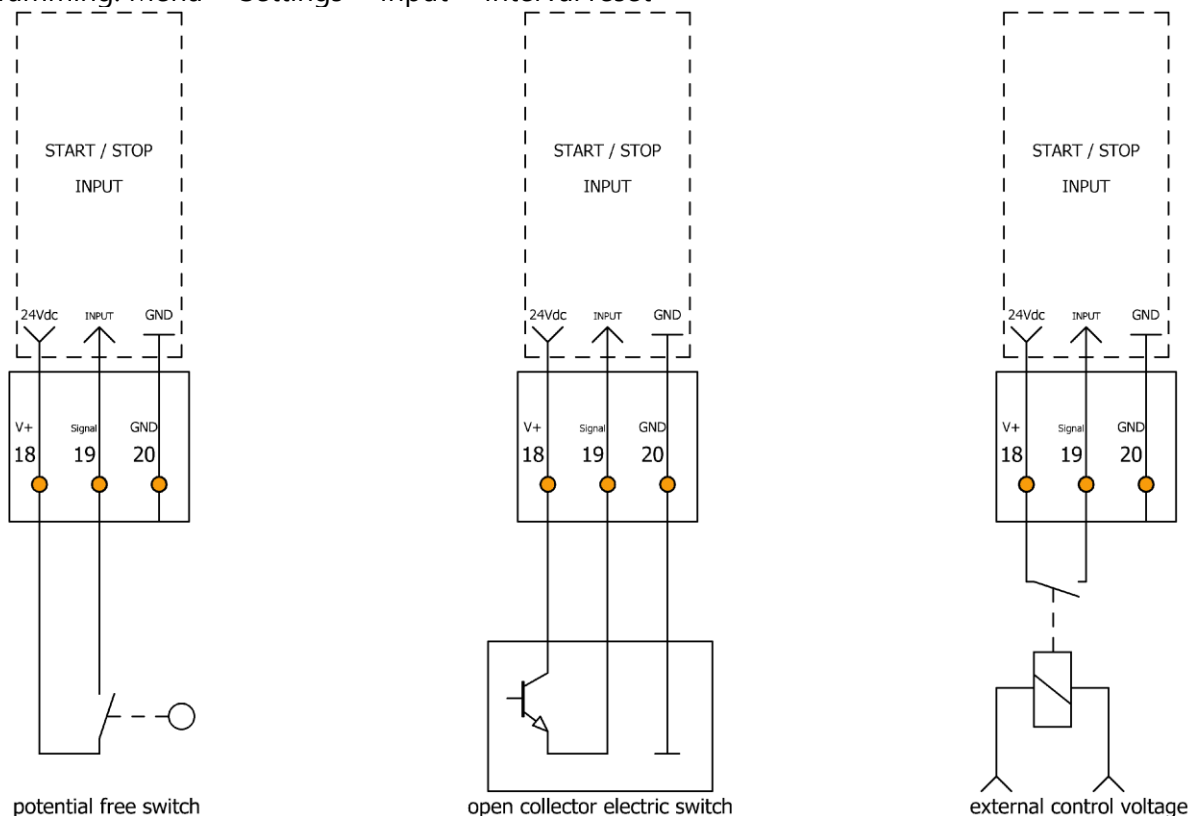 Settings
Input
START / STOP
INPUT
24Vdc INPUT GND
V+ Signal GND
18 19 20
potential free switch
START / STOP
INPUT
24Vdc INPUT GND
V+ Signal GND
18 19 20
open collector electric switch
START / STOP
INPUT
24Vdc INPUT GND
V+ Signal GND
18 19 20
external control voltage